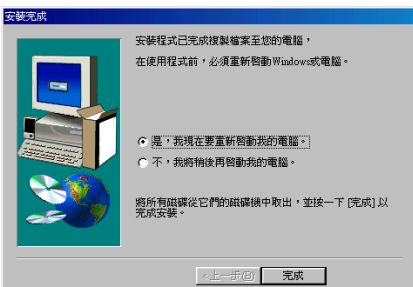 安裝完成
安裝程式已完成複製檔案至您的電腦，
在使用程式前，必須重新啓動Windows或電腦。
是，我現在要重新啓動我的電腦。
不，我將稍後再啓動我的電腦。
將所有磁碟從它們的磁碟機中取出，並按一下 [完成] 以
完成安裝。
<上一步(B) 完成